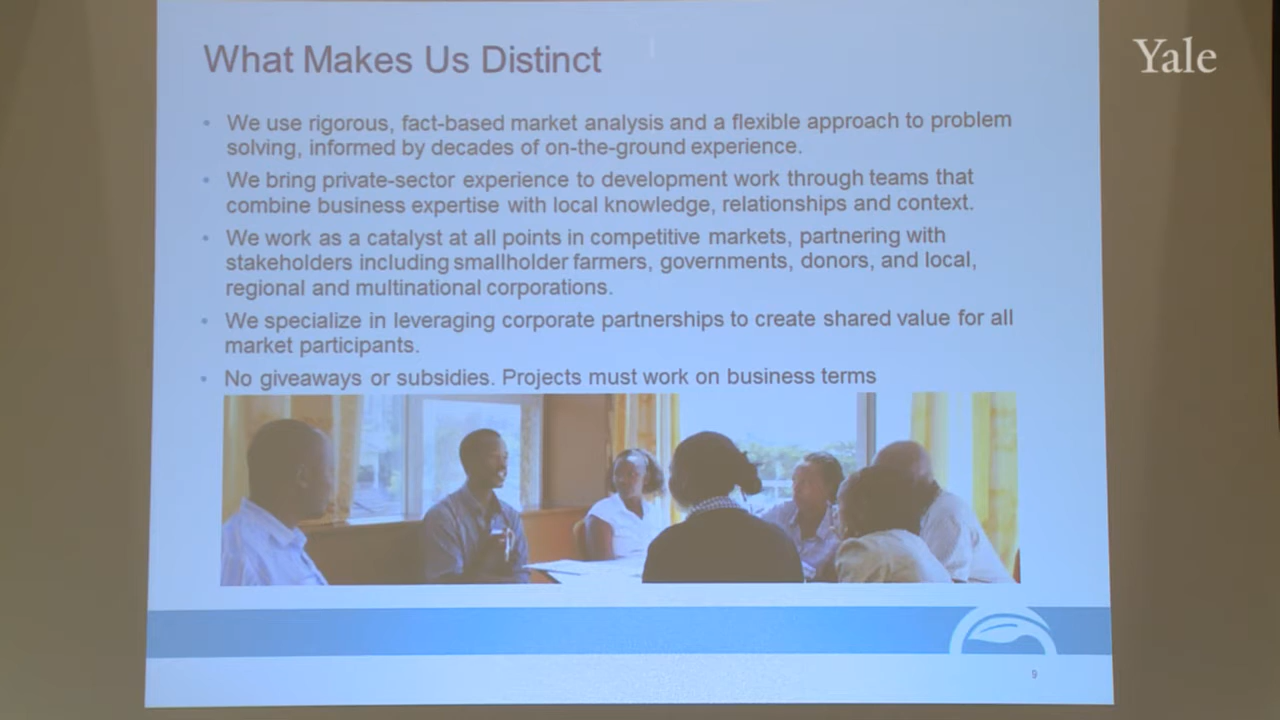 Yale
What Makes Us Distinct
• We use rigorous, fact-based market analysis and a flexible approach to problem
solving, informed by decades of on-the-ground experience.
• We bring private-sector experience to development work through teams that
combine business expertise with local knowledge, relationships and context.
• We work as a catalyst at all points in competitive markets, partnering with
stakeholders including smallholder farmers, governments, donors, and local,
regional and multinational corporations.
• We specialize in leveraging corporate partnerships to create shared value for all
market participants.
• No giveaways or subsidies. Projects must work on business terms
9